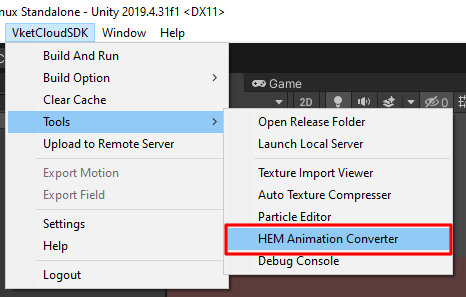 nux Standalone - Unity 2019.4.31f1 <DX11>
VketCloudSDK Window Help
Build And Run
Build Option
Clear Cache
Tools
Upload to Remote Server
Export Motion
Export Field
Settings
Help
Logout
Game
2D
0
Open Release Folder
Launch Local Server
Texture Import Viewer
Auto Texture Compresser
Particle Editor
HEM Animation Converter
Debug Console